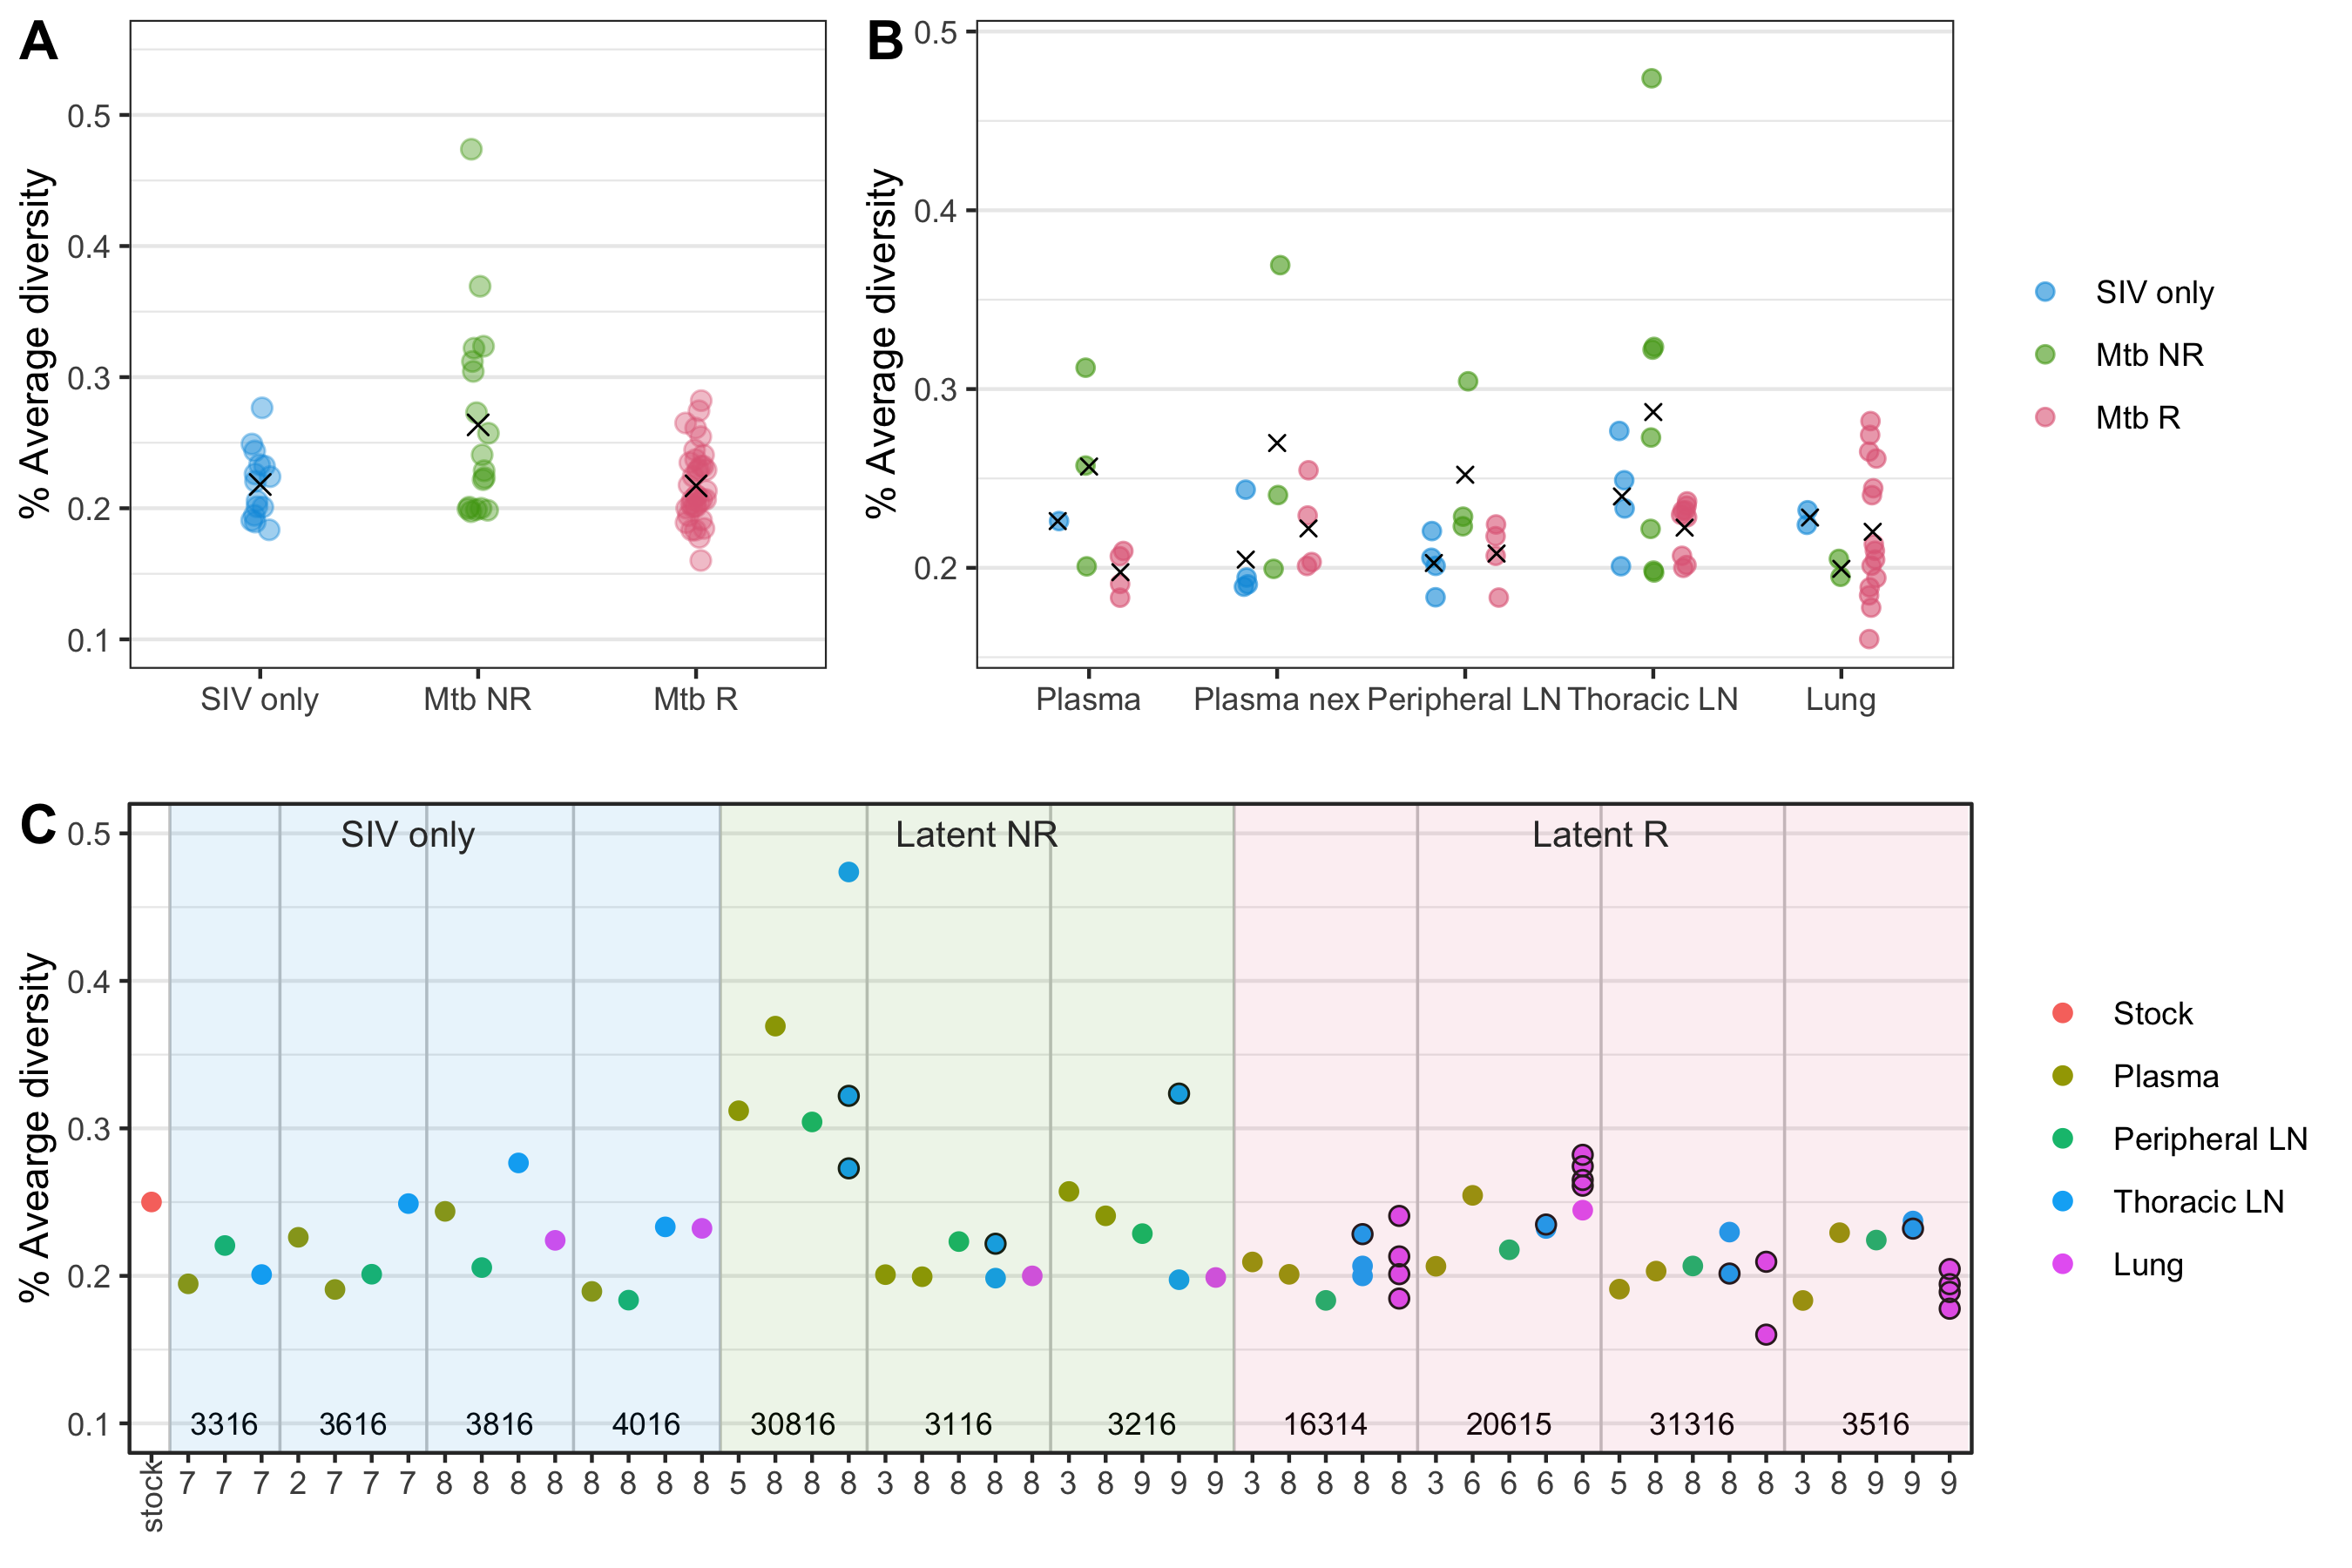 A
% Average diversity
0.5
0.4
0.3
0.2
0.1
SIV only Mtb NR Mtb R
B
% Average diversity
0.5
0.4
0.3
0.2
Plasma Plasma nex Peripheral LN Thoracic LN Lung
SIV only
Mtb NR
Mtb R
C
% Avearge diversity
0.5
0.4
0.3
0.2
0.1
SIV only Latent NR Latent R
3316 3616 3816 4016 30816 3116 3216 16314 20615 31316 3516
stock 7 7 7 2 7 7 7 8 8 8 8 8 8 8 8 5 8 8 8 3 8 8 8 8 3 8 9 9 9 3 8 8 8 8 3 6 6 6 6 5 8 8 8 8 3 8 9 9 9
Stock
Plasma
Peripheral LN
Thoracic LN
Lung